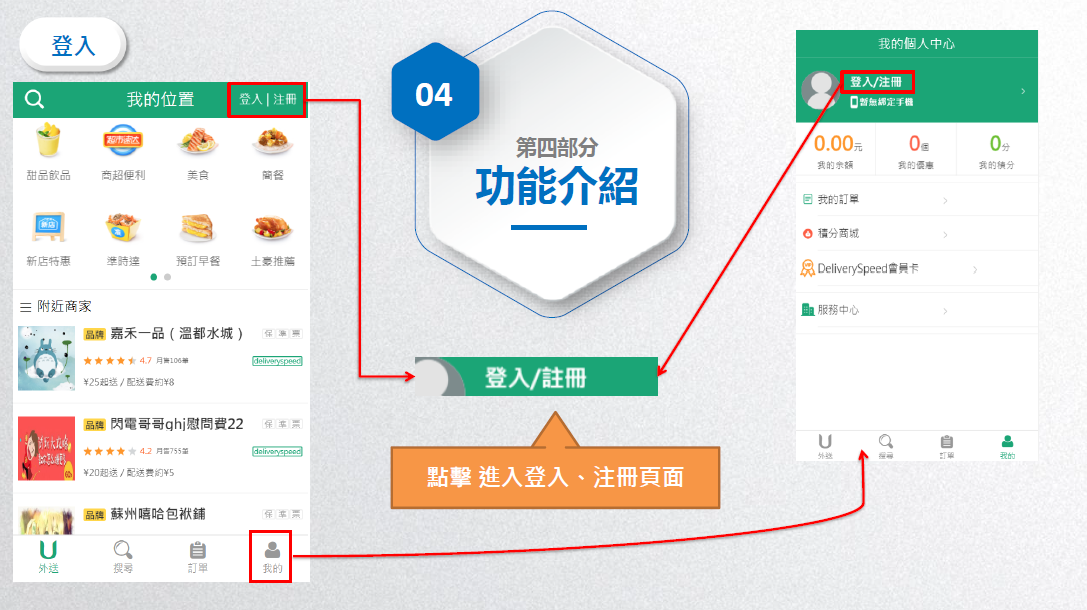 登入
我的位置
登入 | 注冊
甜品飲品
商超便利
美食
簡餐
新店
新店特惠
準時達
預訂早餐
土豪推薦
附近商家
品牌 嘉禾一品 ( 溫都水城 ) 保 準 票
4.7 月售106單 deliveryspeed
¥25起送 / 配送費約¥8
品牌 閃電哥哥ghj慰問費22 保 準 票
4.2 月售755單 deliveryspeed
¥20起送 / 配送費約¥5
品牌 蘇州嘻哈包袱鋪 保 準 票
外送
搜尋
訂單
我的
04
第四部分
功能介紹
登入/註冊
點擊 進入登入、注冊頁面
我的個人中心
登入/注冊
暫無綁定手機
0.00元
0個
0分
我的余額
我的優惠
我的積分
我的訂單
積分商城
DeliverySpeed會員卡
服務中心
外送
搜尋
訂單
我的